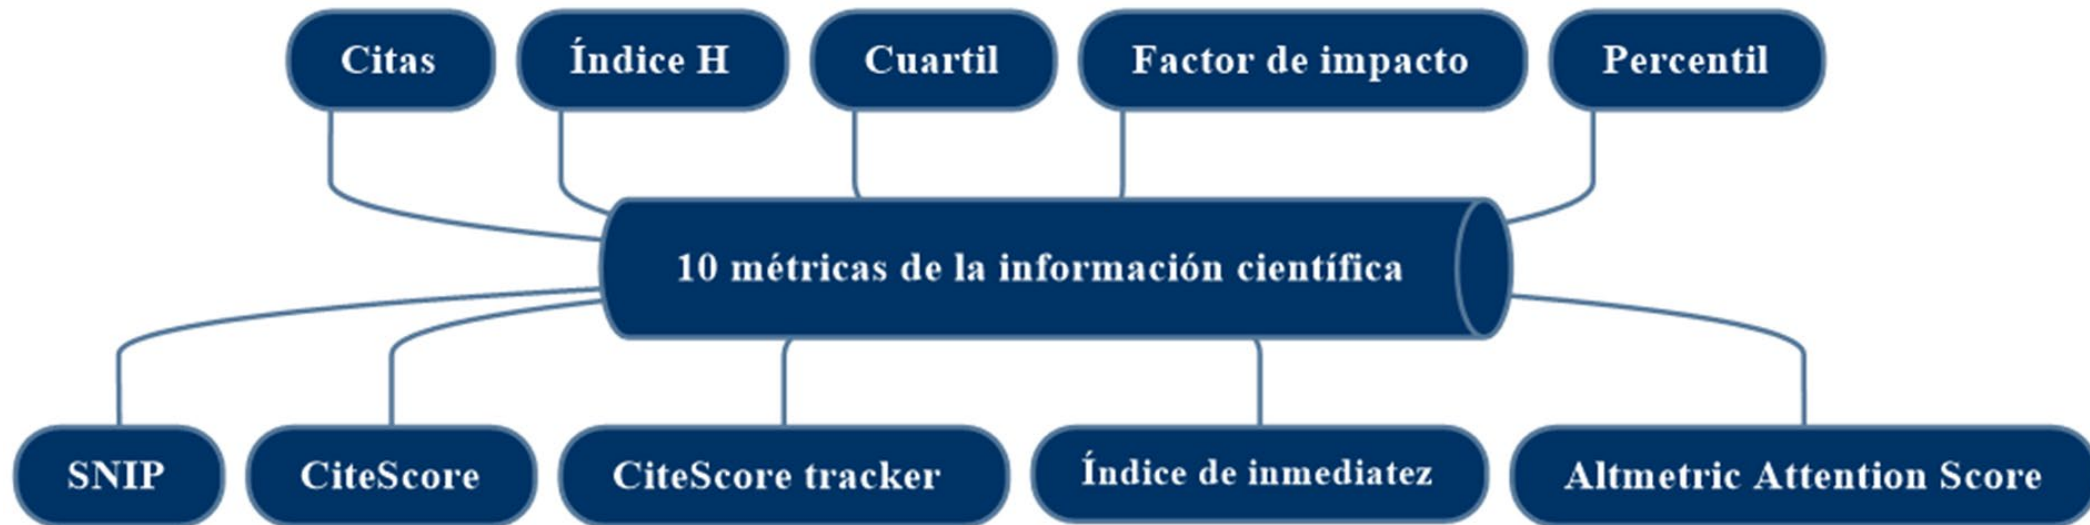 Citas
Índice H
Cuartil
Factor de impacto
Percentil
10 métricas de la información científica
SNIP
CiteScore
CiteScore tracker
Índice de inmediatez
Altmetric Attention Score